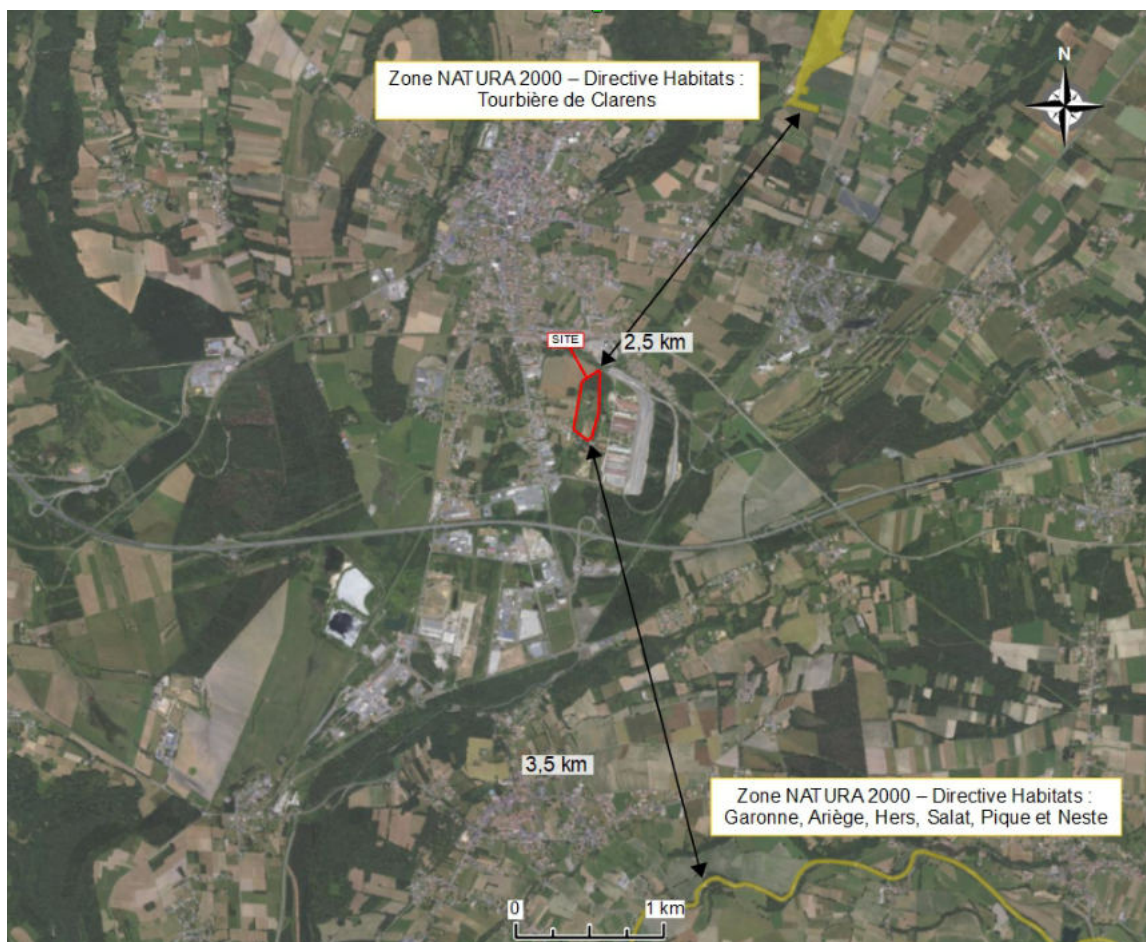 Zone NATURA 2000 – Directive Habitats :
Tourbière de Clarens
N
SITE
2,5 km
3,5 km
Zone NATURA 2000 – Directive Habitats :
Garonne, Ariège, Hers, Salat, Pique et Neste
0
1 km